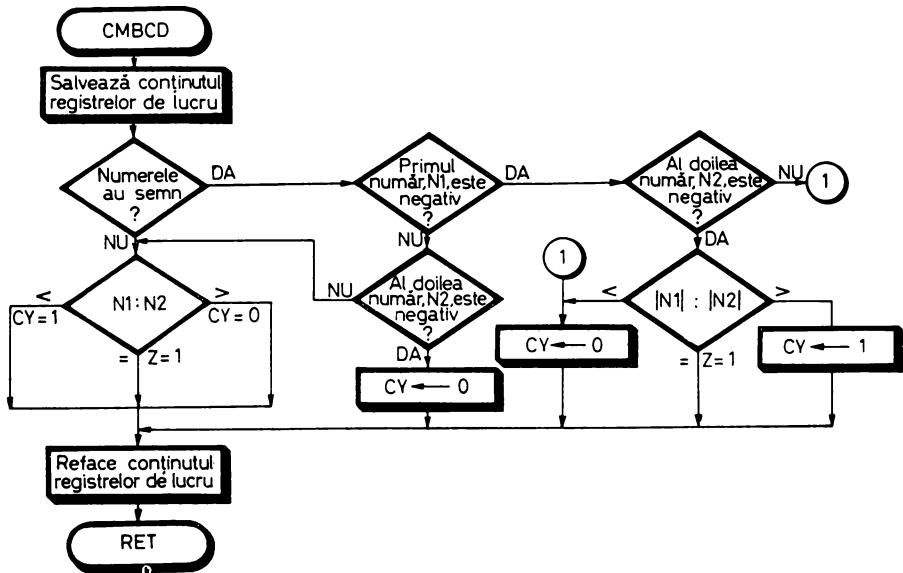 CMBCD
Salvează conținutul
registrelor de lucru
Numerele
au semn
?
DA
NU
Primul
număr,N1,este
negativ
?
DA
NU
Al doilea
număr,N2,este
negativ
?
NU
DA
1
N1:N2
<
CY=1
>
CY=0
= Z=1
Al doilea
număr,N2,este
negativ
?
NU
DA
CY ← 0
1
CY ← 0
|N1| : |N2|
<
>
= Z=1
CY ← 1
Reface conținutul
registrelor de lucru
RET